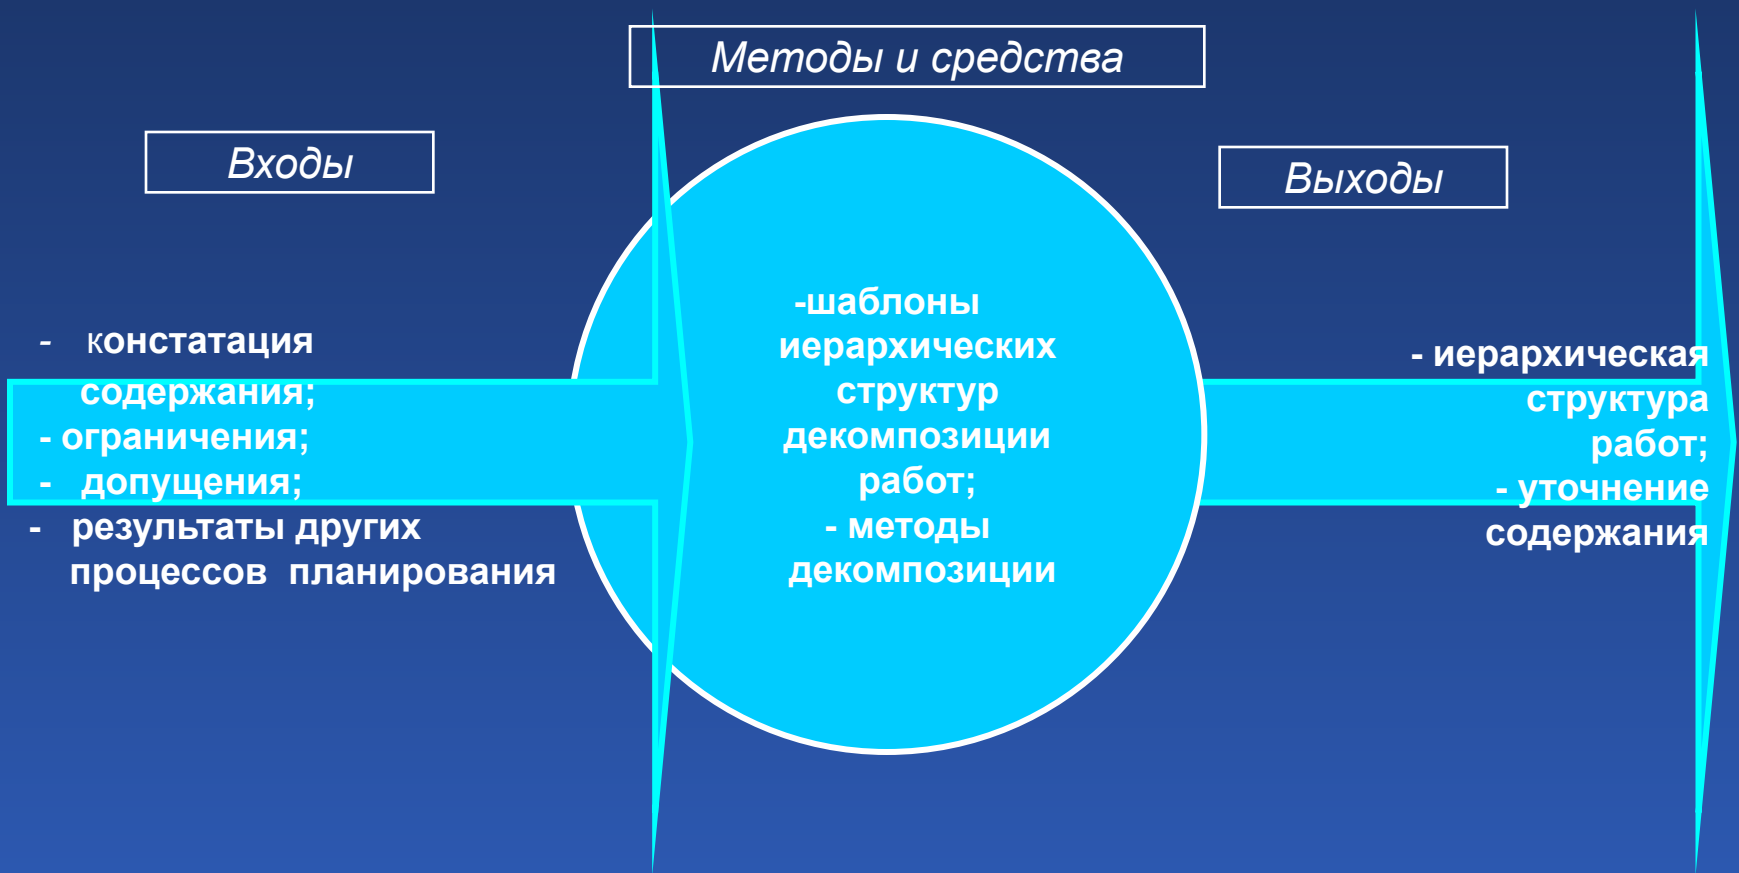 Методы и средства
Входы
Выходы
- констатация
содержания;
- ограничения;
- допущения;
- результаты других
процессов планирования
-шаблоны
иерархических
структур
декомпозиции
работ;
- методы
декомпозиции
- иерархическая
структура
работ;
- уточнение
содержания